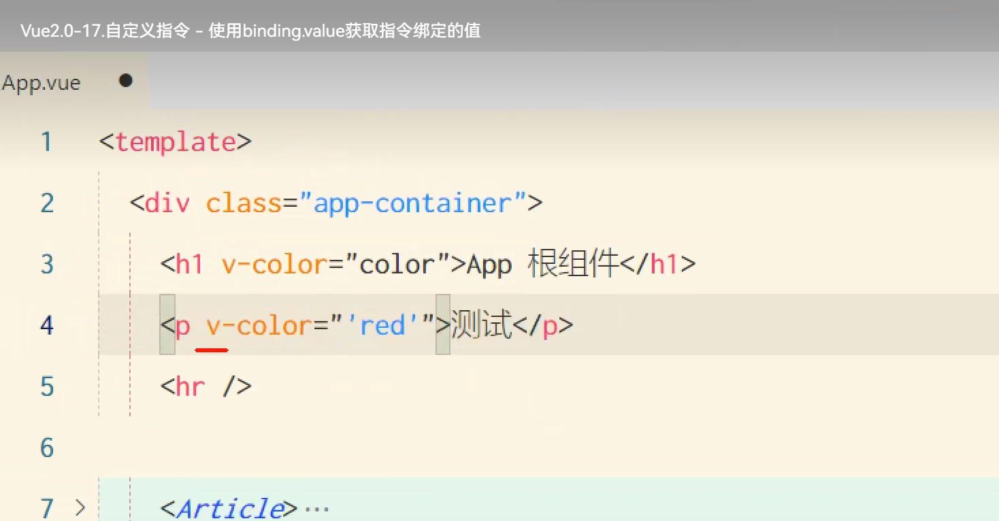 Vue2.0-17.自定义指令 - 使用binding.value获取指令绑定的值
App.vue
1 <template>
2 <div class="app-container">
3 <h1 v-color="color">App 根组件</h1>
4 <p v-color="'red'">测试</p>
5 <hr />
6
7 <Article>···